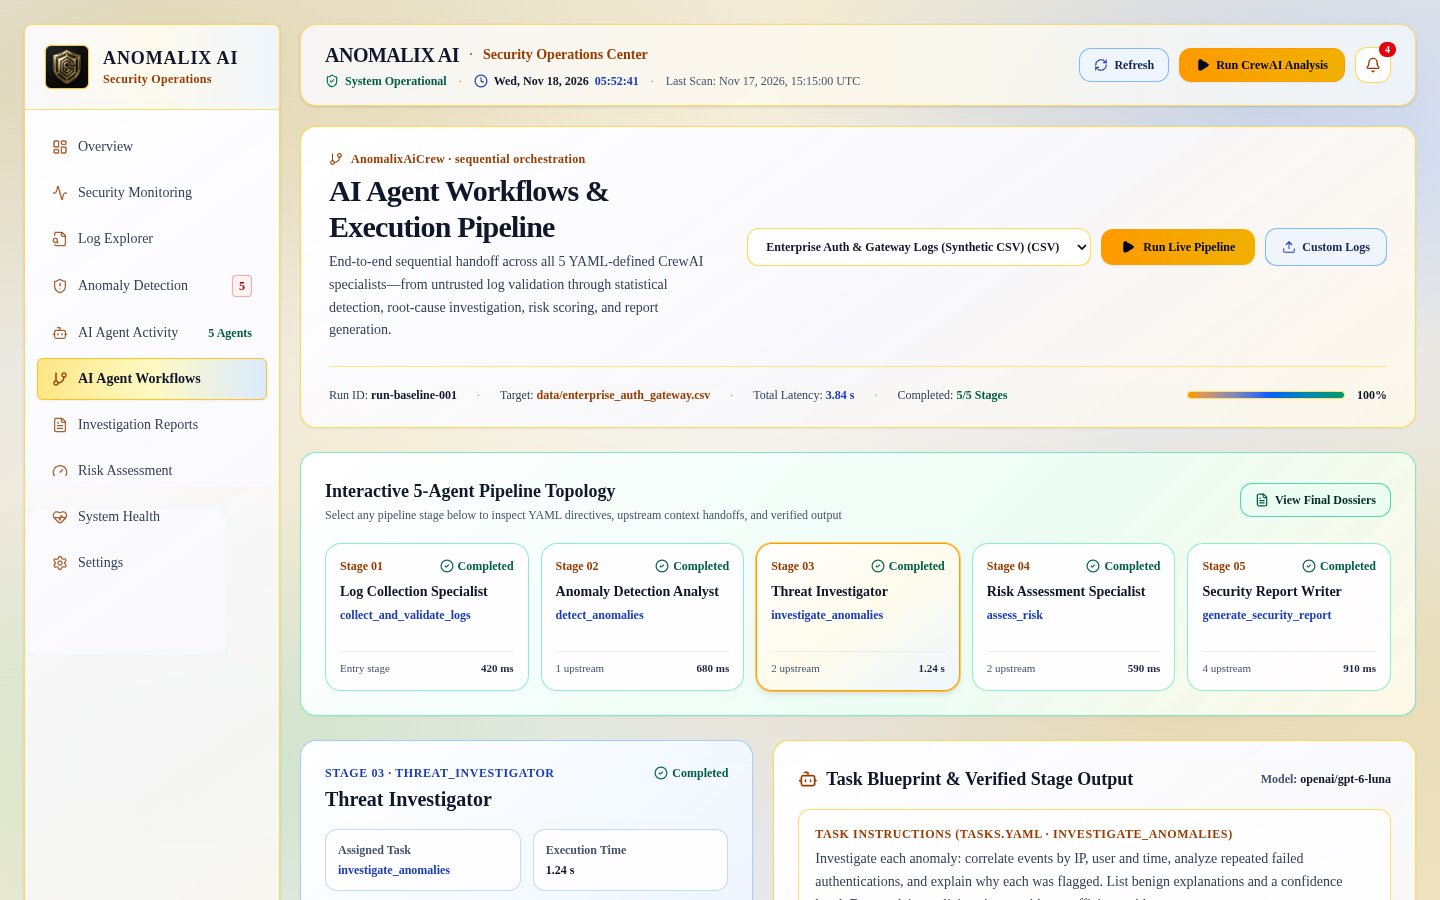 ANOMALIX AI
Security Operations
Overview
Security Monitoring
Log Explorer
Anomaly Detection 5
AI Agent Activity 5 Agents
AI Agent Workflows
Investigation Reports
Risk Assessment
System Health
Settings
ANOMALIX AI · Security Operations Center
System Operational · Wed, Nov 18, 2026 05:52:41 · Last Scan: Nov 17, 2026, 15:15:00 UTC
Refresh
Run CrewAI Analysis
4
AnomalixAiCrew · sequential orchestration
AI Agent Workflows &
Execution Pipeline
End-to-end sequential handoff across all 5 YAML-defined CrewAI
specialists—from untrusted log validation through statistical
detection, root-cause investigation, risk scoring, and report
generation.
Enterprise Auth & Gateway Logs (Synthetic CSV) (CSV)
Run Live Pipeline
Custom Logs
Run ID: run-baseline-001 · Target: data/enterprise_auth_gateway.csv · Total Latency: 3.84 s · Completed: 5/5 Stages 100%
Interactive 5-Agent Pipeline Topology
Select any pipeline stage below to inspect YAML directives, upstream context handoffs, and verified output
View Final Dossiers
Stage 01 Completed
Log Collection Specialist
collect_and_validate_logs
Entry stage 420 ms
Stage 02 Completed
Anomaly Detection Analyst
detect_anomalies
1 upstream 680 ms
Stage 03 Completed
Threat Investigator
investigate_anomalies
2 upstream 1.24 s
Stage 04 Completed
Risk Assessment Specialist
assess_risk
2 upstream 590 ms
Stage 05 Completed
Security Report Writer
generate_security_report
4 upstream 910 ms
STAGE 03 · THREAT_INVESTIGATOR Completed
Threat Investigator
Assigned Task
investigate_anomalies
Execution Time
1.24 s
Task Blueprint & Verified Stage Output
Model: openai/gpt-6-luna
TASK INSTRUCTIONS (TASKS.YAML · INVESTIGATE_ANOMALIES)
Investigate each anomaly: correlate events by IP, user and time, analyze repeated failed
authentications, and explain why each was flagged. List benign explanations and a confidence